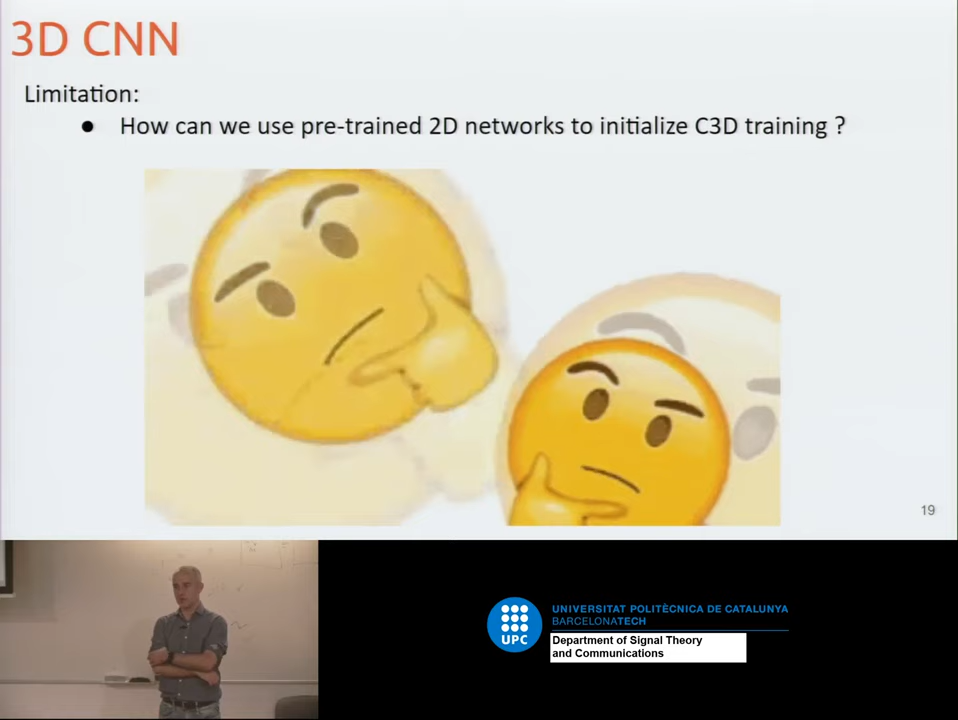 3D CNN
Limitation:
● How can we use pre-trained 2D networks to initialize C3D training ?
19
UPC
UNIVERSITAT POLITÈCNICA DE CATALUNYA
BARCELONATECH
Department of Signal Theory
and Communications